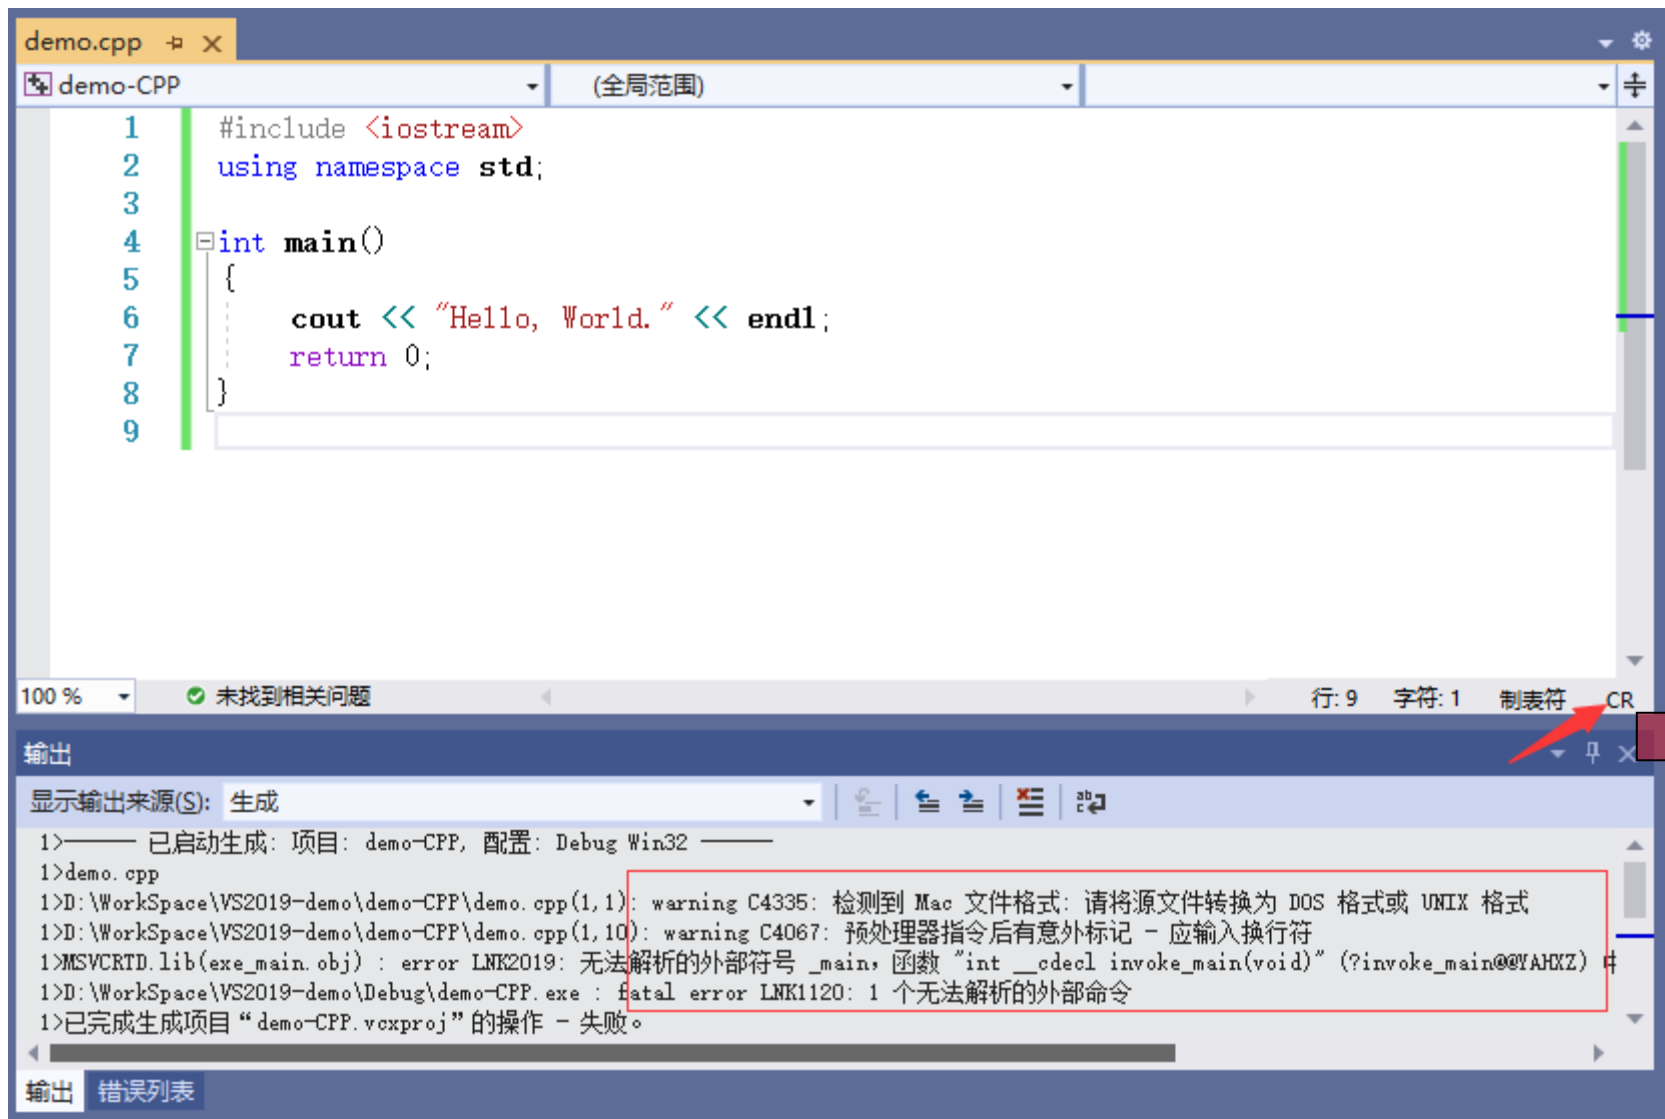 demo.cpp
demo-CPP (全局范围)
1 #include <iostream>
2 using namespace std;
3
4 int main()
5 {
6 cout << "Hello, World." << endl;
7 return 0;
8 }
9
100 % 未找到相关问题 行: 9 字符: 1 制表符 CR
输出
显示输出来源(S): 生成
1>------ 已启动生成: 项目: demo-CPP, 配置: Debug Win32 ------
1>demo.cpp
1>D:\WorkSpace\VS2019-demo\demo-CPP\demo.cpp(1,1): warning C4335: 检测到 Mac 文件格式: 请将源文件转换为 DOS 格式或 UNIX 格式
1>D:\WorkSpace\VS2019-demo\demo-CPP\demo.cpp(1,10): warning C4067: 预处理器指令后有意外标记 - 应输入换行符
1>MSVCRTD.lib(exe_main.obj) : error LNK2019: 无法解析的外部符号 _main，函数 "int __cdecl invoke_main(void)" (?invoke_main@@YAHXZ)
1>D:\WorkSpace\VS2019-demo\Debug\demo-CPP.exe : fatal error LNK1120: 1 个无法解析的外部命令
1>已完成生成项目“demo-CPP.vcxproj”的操作 - 失败。
输出 错误列表